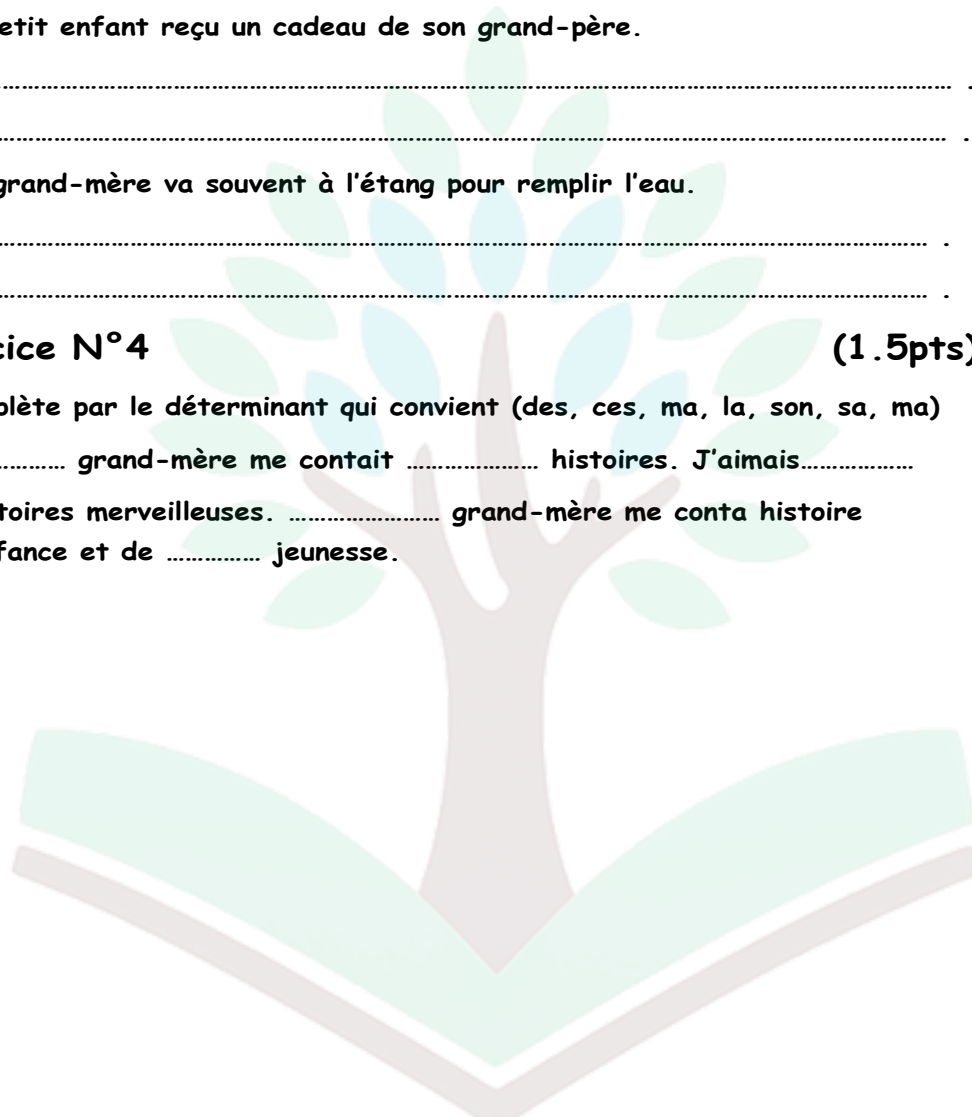 etit enfant reçu un cadeau de son grand-père.
……………………………………………………………………………………………………………………………… .
……………………………………………………………………………………………………………………………… .
grand-mère va souvent à l'étang pour remplir l'eau.
……………………………………………………………………………………………………………………………… .
……………………………………………………………………………………………………………………………… .
cice N°4 (1.5pts)
plète par le déterminant qui convient (des, ces, ma, la, son, sa, ma)
………… grand-mère me contait ………………… histoires. J'aimais………………
toires merveilleuses. …………………… grand-mère me conta histoire
fance et de …………… jeunesse.